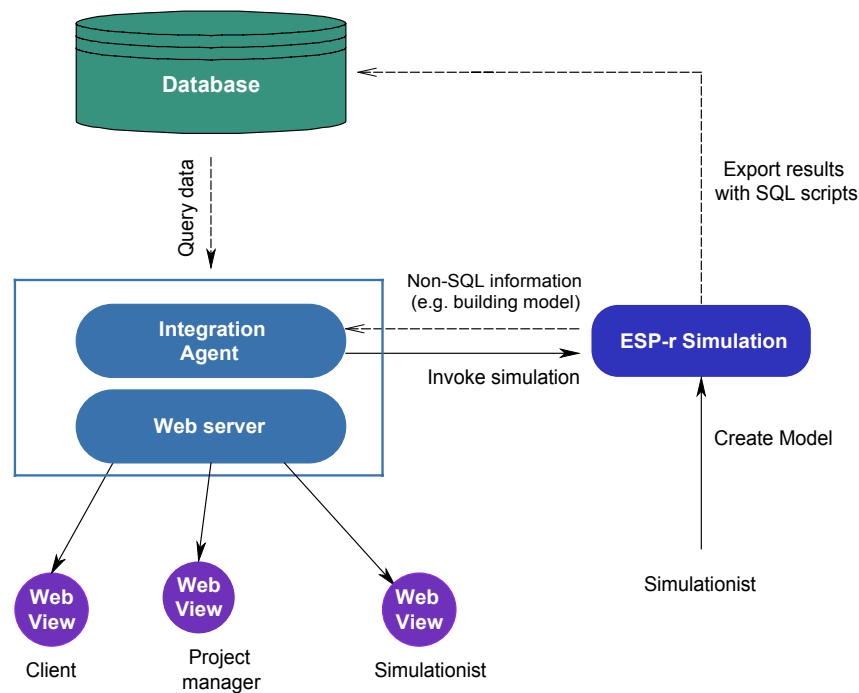 Database
Export results
with SQL scripts
Query data
Non-SQL information
(e.g. building model)
Integration
Agent
ESP-r Simulation
Invoke simulation
Web server
Create Model
Web
View
Web
View
Web
View
Simulationist
Client
Project
manager
Simulationist